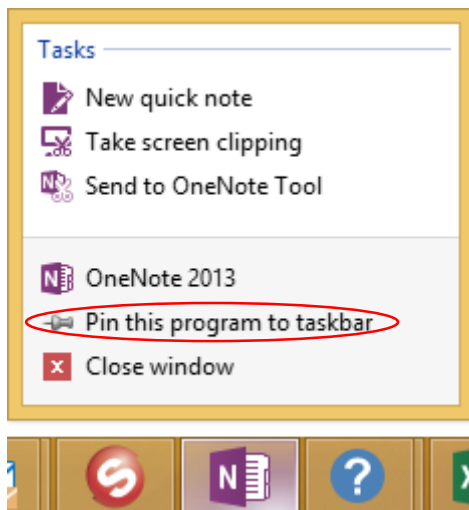 Tasks
New quick note
Take screen clipping
Send to OneNote Tool
OneNote 2013
Pin this program to taskbar
Close window